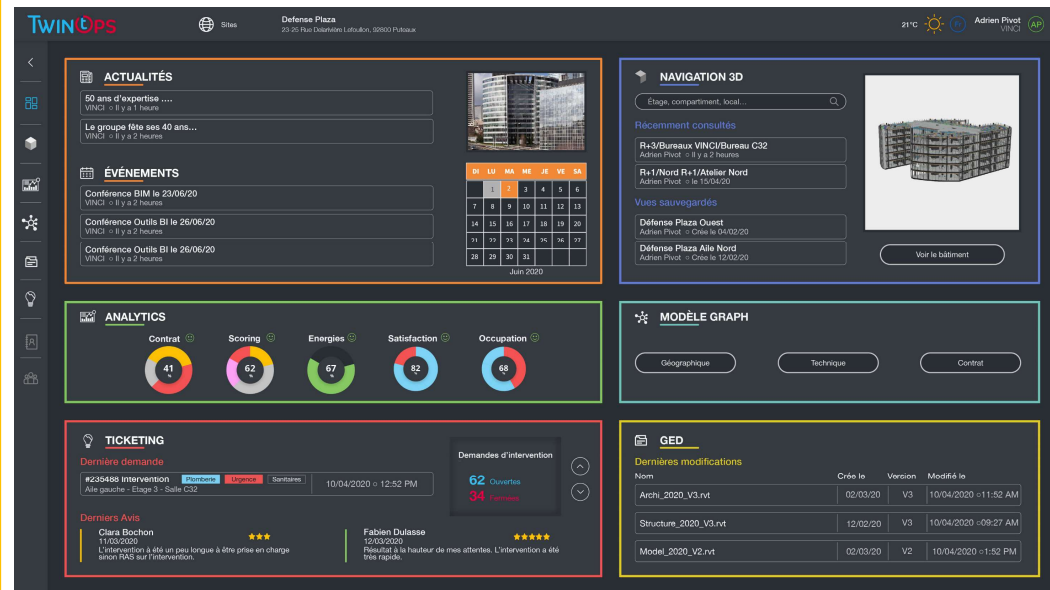 TWINOPS
Sites
Defense Plaza
23-25 Rue Delarivière Lefoullon, 92800 Puteaux
21°C
Pr
Adrien Pivot
VINCI
AP
ACTUALITÉS
50 ans d'expertise ....
VINCI ○ Il y a 1 heure
Le groupe fête ses 40 ans...
VINCI ○ Il y a 2 heures
ÉVÉNEMENTS
Conférence BIM le 23/06/20
VINCI ○ Il y a 2 heures
Conférence Outils BI le 26/06/20
VINCI ○ Il y a 2 heures
Conférence Outils BI le 26/06/20
VINCI ○ Il y a 2 heures
DI LU MA ME JE VE SA
1 2 3 4 5 6
7 8 9 10 11 12 13
14 15 16 17 18 19 20
21 22 23 24 25 26 27
28 29 30 31
Juin 2020
NAVIGATION 3D
Étage, compartiment, local...
Récemment consultés
R+3/Bureaux VINCI/Bureau C32
Adrien Pivot ○ Il y a 2 heures
R+1/Nord R+1/Atelier Nord
Adrien Pivot ○ le 15/04/20
Vues sauvegardés
Défense Plaza Ouest
Adrien Pivot ○ Crée le 04/02/20
Défense Plaza Aile Nord
Adrien Pivot ○ Crée le 12/02/20
Voir le bâtiment
ANALYTICS
Contrat Scoring Energies Satisfaction Occupation
41 % 62 % 67 % 82 % 68 %
MODÈLE GRAPH
Géographique Technique Contrat
TICKETING
Dernière demande
#235488 Intervention Plomberie Urgence Sanitaires
Aile gauche - Etage 3 - Salle C32
10/04/2020 ○ 12:52 PM
Demandes d'intervention
62 Ouvertes
34 Fermées
Derniers Avis
Clara Bochon
11/03/2020
L'intervention à été un peu longue à être prise en charge
sinon RAS sur l'intervention.
Fabien Dulasse
12/03/2020
Résultat à la hauteur de mes attentes. L'intervention a été
très rapide.
GED
Dernières modifications
Nom Crée le Version Modifié le
Archi_2020_V3.rvt 02/03/20 V3 10/04/2020 ○11:52 AM
Structure_2020_V3.rvt 12/02/20 V3 10/04/2020 ○09:27 AM
Model_2020_V2.rvt 02/03/20 V2 10/04/2020 ○1:52 PM